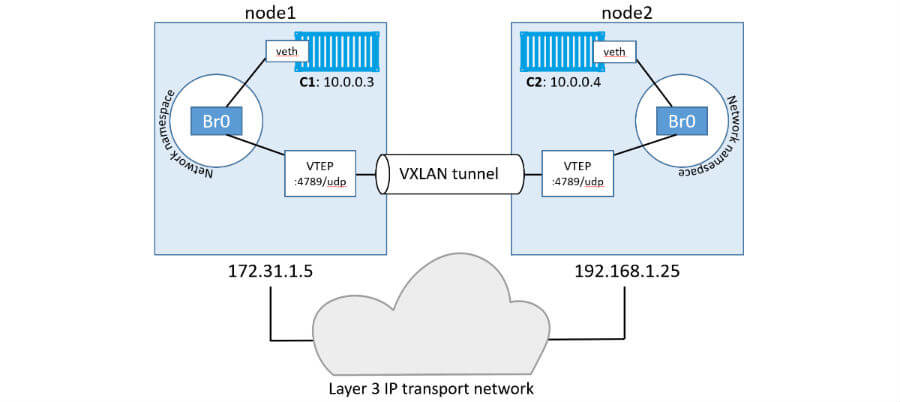 node1
node2
veth
veth
C1: 10.0.0.3
C2: 10.0.0.4
Network namespace
Br0
Br0
Network namespace
VTEP
:4789/udp
VXLAN tunnel
VTEP
:4789/udp
172.31.1.5
192.168.1.25
Layer 3 IP transport network